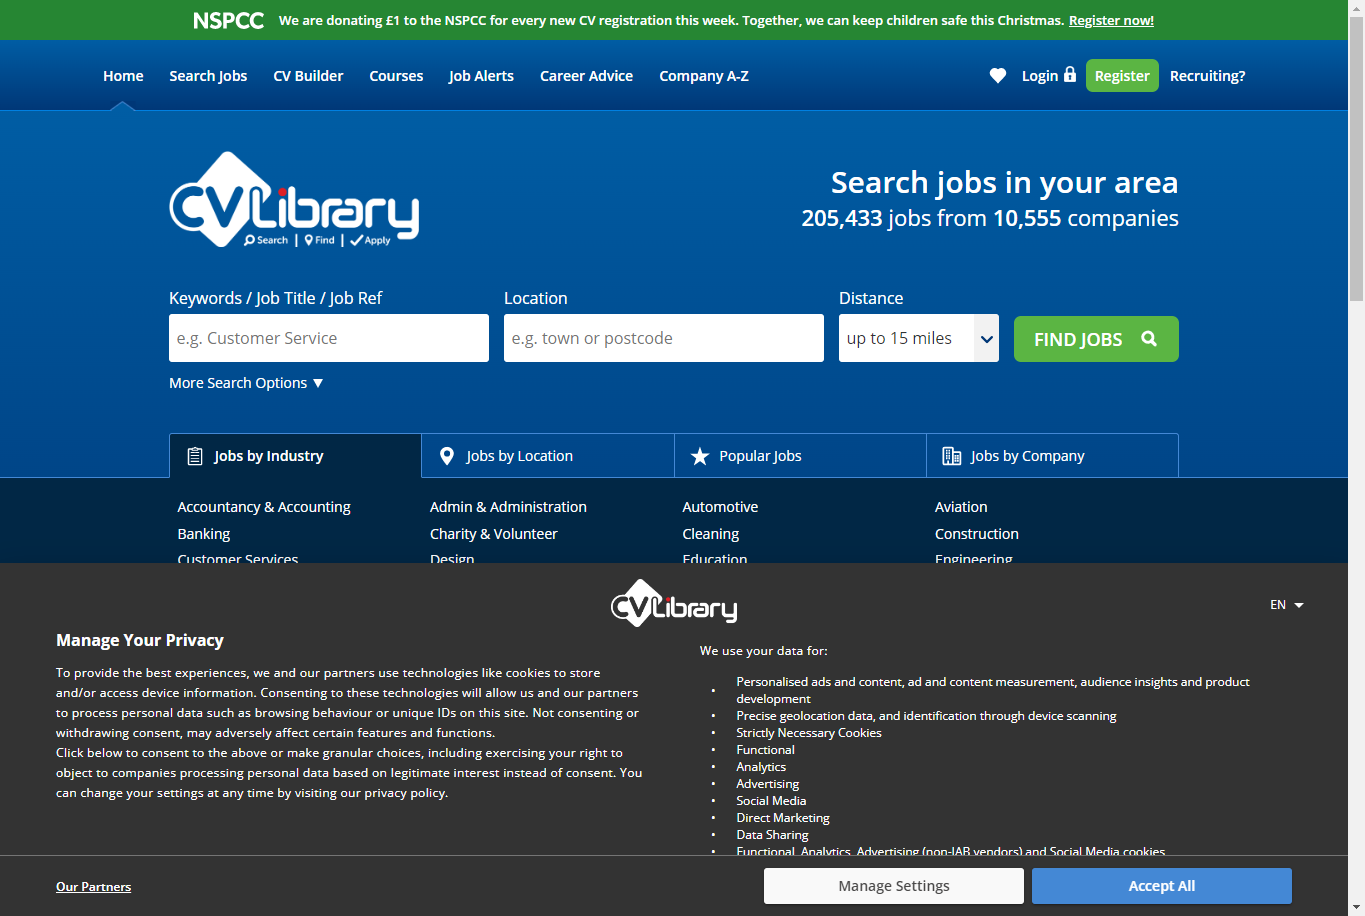 NSPCC We are donating £1 to the NSPCC for every new CV registration this week. Together, we can keep children safe this Christmas. Register now!
Home Search Jobs CV Builder Courses Job Alerts Career Advice Company A-Z Login Register Recruiting?
CV Library
Search | Find | Apply
Search jobs in your area
205,433 jobs from 10,555 companies
Keywords / Job Title / Job Ref Location Distance
e.g. Customer Service e.g. town or postcode up to 15 miles FIND JOBS
More Search Options ▼
Jobs by Industry Jobs by Location Popular Jobs Jobs by Company
Accountancy & Accounting Admin & Administration Automotive Aviation
Banking Charity & Volunteer Cleaning Construction
Customer Services Design Education Engineering
CV Library
EN
Manage Your Privacy
To provide the best experiences, we and our partners use technologies like cookies to store
and/or access device information. Consenting to these technologies will allow us and our partners
to process personal data such as browsing behaviour or unique IDs on this site. Not consenting or
withdrawing consent, may adversely affect certain features and functions.
Click below to consent to the above or make granular choices, including exercising your right to
object to companies processing personal data based on legitimate interest instead of consent. You
can change your settings at any time by visiting our privacy policy.
We use your data for:
• Personalised ads and content, ad and content measurement, audience insights and product
development
• Precise geolocation data, and identification through device scanning
• Strictly Necessary Cookies
• Functional
• Analytics
• Advertising
• Social Media
• Direct Marketing
• Data Sharing
• Functional, Analytics, Advertising (non-IAB vendors) and Social Media cookies
Our Partners Manage Settings Accept All